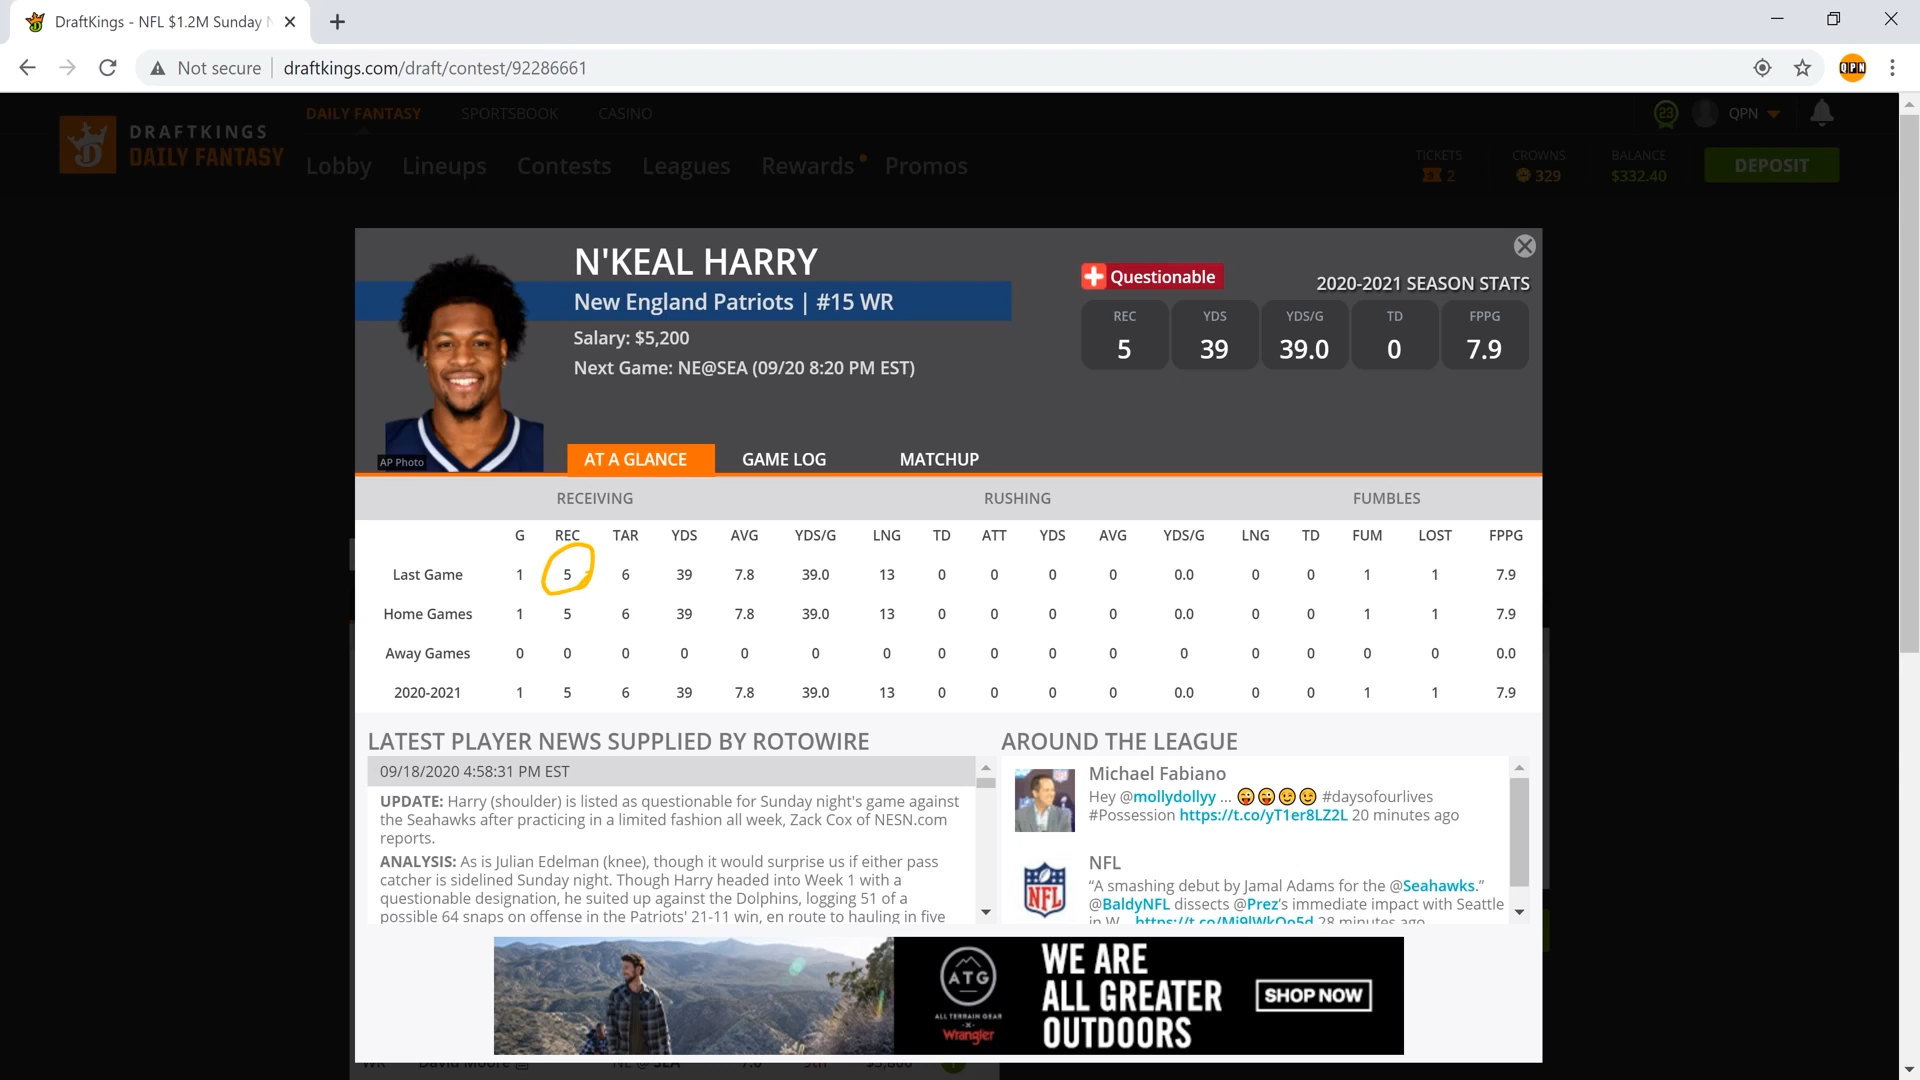 DraftKings - NFL $1.2M Sunday N
Not secure
draftkings.com/draft/contest/92286661
QPN
DAILY FANTASY
SPORTSBOOK
CASINO
23
QPN
DRAFTKINGS
DAILY FANTASY
Lobby
Lineups
Contests
Leagues
Rewards
Promos
TICKETS
2
CROWNS
329
BALANCE
$332.40
DEPOSIT
N'KEAL HARRY
New England Patriots | #15 WR
Salary: $5,200
Next Game: NE@SEA (09/20 8:20 PM EST)
AP Photo
Questionable
2020-2021 SEASON STATS
REC YDS YDS/G TD FPPG
5 39 39.0 0 7.9
AT A GLANCE
GAME LOG
MATCHUP
RECEIVING RUSHING FUMBLES
G REC TAR YDS AVG YDS/G LNG TD ATT YDS AVG YDS/G LNG TD FUM LOST FPPG
Last Game 1 5 6 39 7.8 39.0 13 0 0 0 0 0.0 0 0 1 1 7.9
Home Games 1 5 6 39 7.8 39.0 13 0 0 0 0 0.0 0 0 1 1 7.9
Away Games 0 0 0 0 0 0 0 0 0 0 0 0 0 0 0 0 0.0
2020-2021 1 5 6 39 7.8 39.0 13 0 0 0 0 0.0 0 0 1 1 7.9
LATEST PLAYER NEWS SUPPLIED BY ROTOWIRE
09/18/2020 4:58:31 PM EST
UPDATE: Harry (shoulder) is listed as questionable for Sunday night's game against
the Seahawks after practicing in a limited fashion all week, Zack Cox of NESN.com
reports.
ANALYSIS: As is Julian Edelman (knee), though it would surprise us if either pass
catcher is sidelined Sunday night. Though Harry headed into Week 1 with a
questionable designation, he suited up against the Dolphins, logging 51 of a
possible 64 snaps on offense in the Patriots' 21-11 win, en route to hauling in five
AROUND THE LEAGUE
Michael Fabiano
Hey @mollydollyy ... 😜😜😉😉 #daysofourlives
#Possession https://t.co/yT1er8LZ2L 20 minutes ago
NFL
NFL
“A smashing debut by Jamal Adams for the @Seahawks.”
@BaldyNFL dissects @Prez’s immediate impact with Seattle
in W... 28 minutes ago
ATG
ALL TERRAIN GEAR
-X-
Wrangler
WE ARE
ALL GREATER
OUTDOORS
SHOP NOW
WR David Moore NE @ SEA 9th